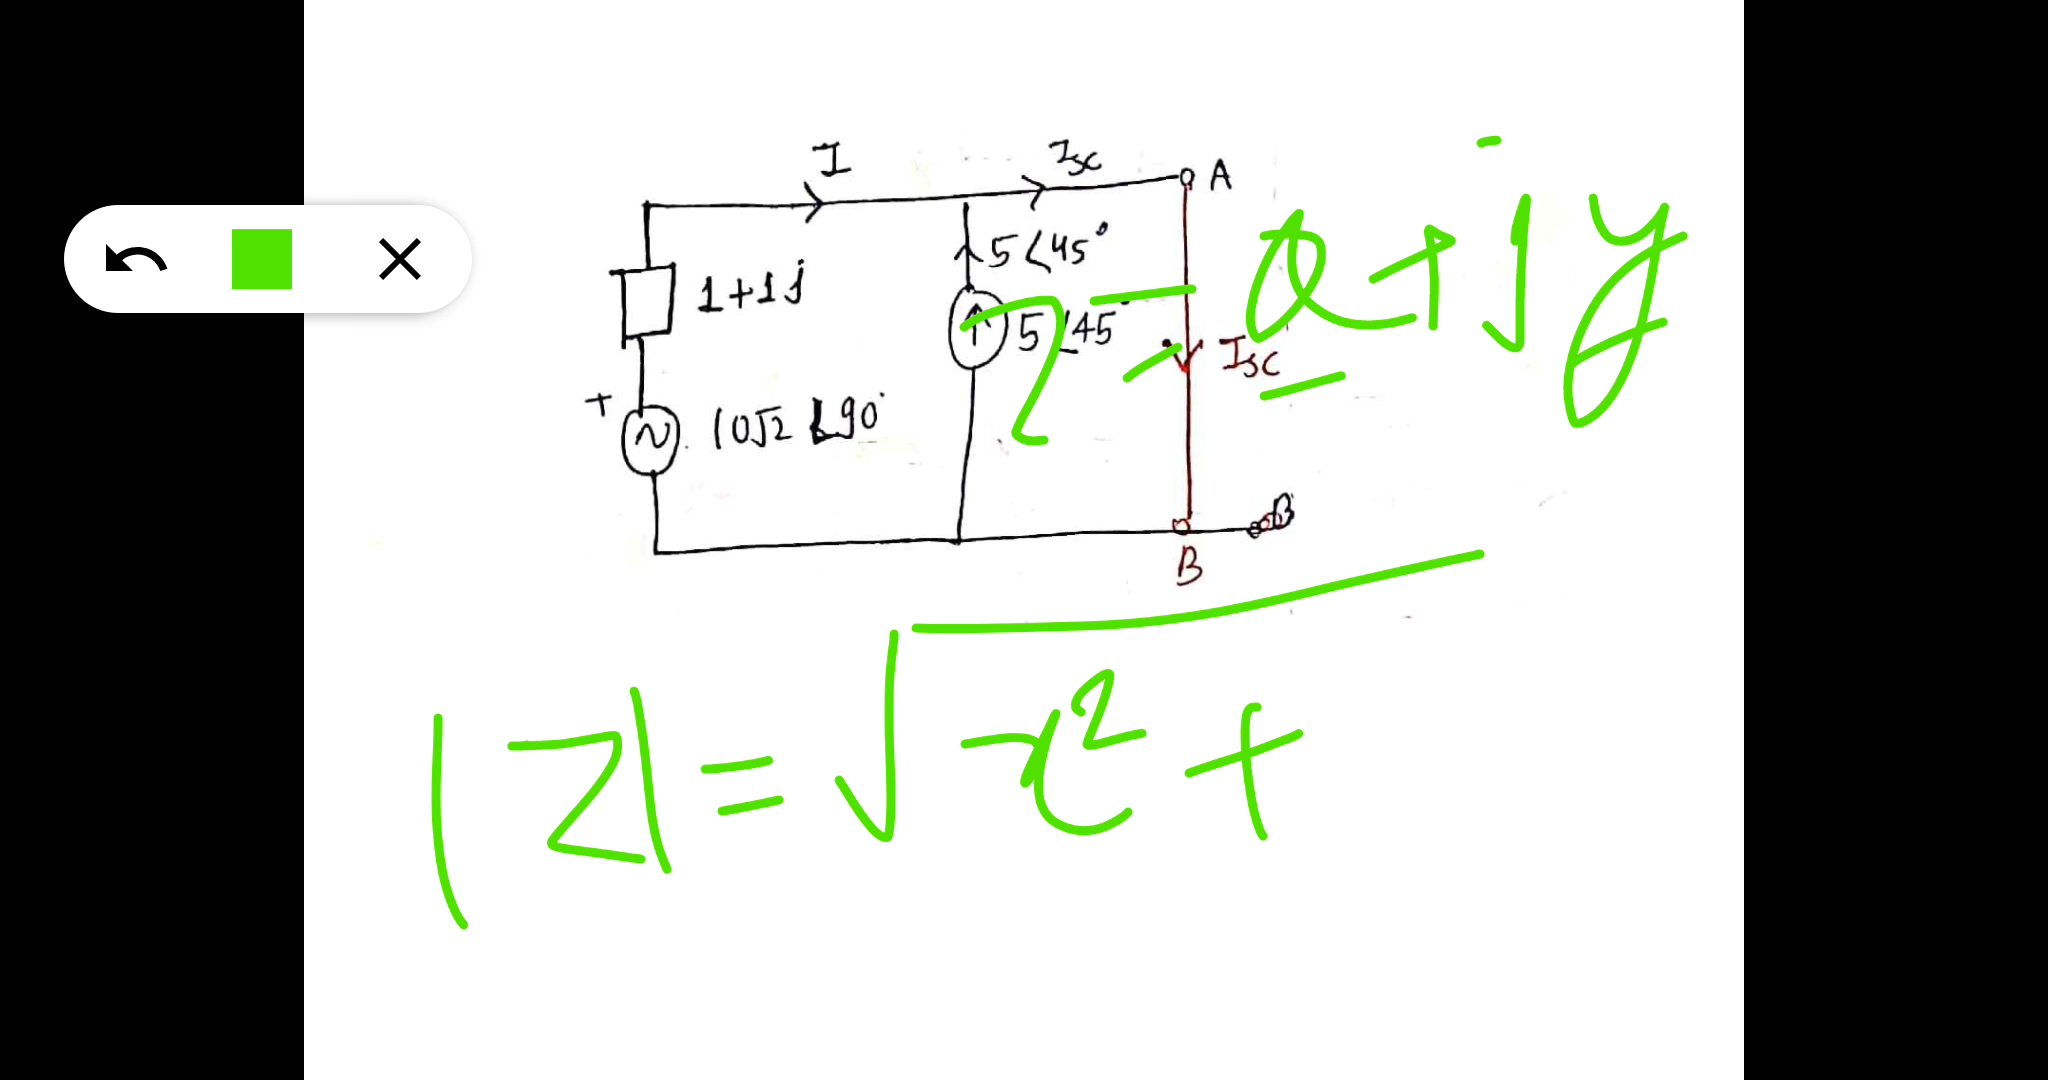 I
Isc
A
5∠45°
1+1j
5∠45°
Isc
+
10√2 ∠90°
B
B
Z = x+jy
|Z| = √x² +